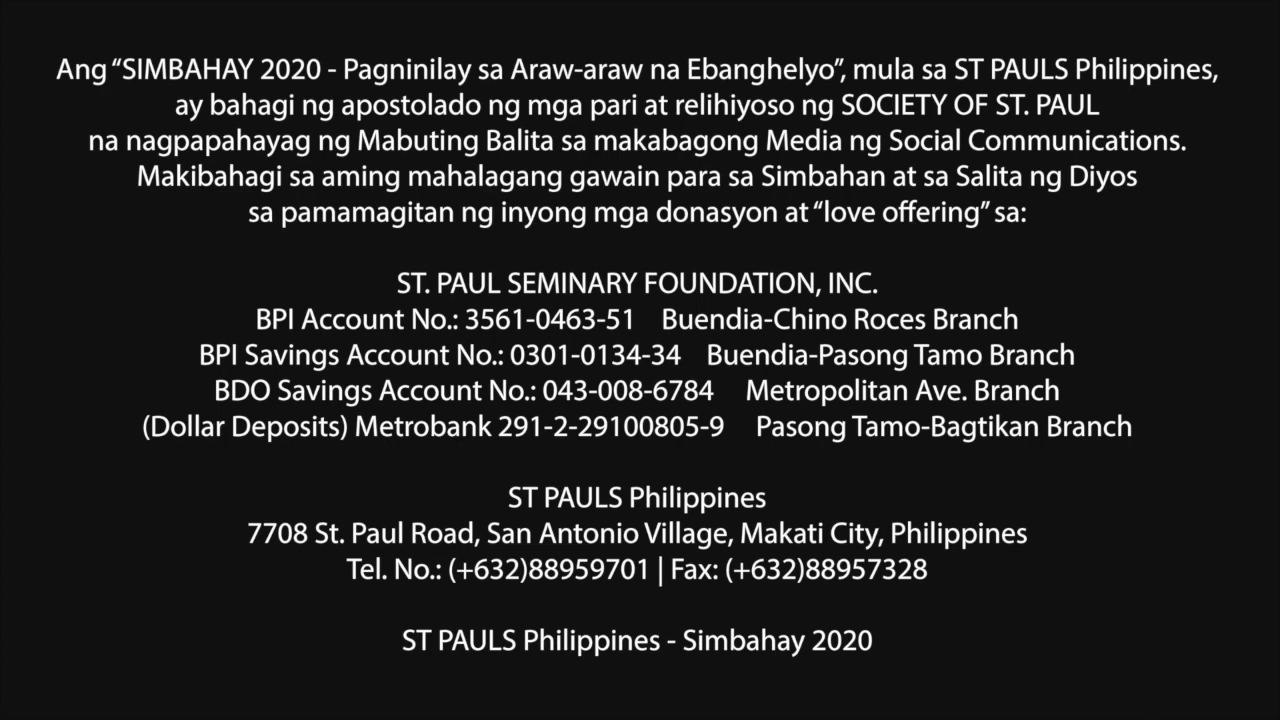 Ang “SIMBAHAY 2020 - Pagninilay sa Araw-araw na Ebanghelyo”, mula sa ST PAULS Philippines,
ay bahagi ng apostolado ng mga pari at relihiyoso ng SOCIETY OF ST. PAUL
na nagpapahayag ng Mabuting Balita sa makabagong Media ng Social Communications.
Makibahagi sa aming mahalagang gawain para sa Simbahan at sa Salita ng Diyos
sa pamamagitan ng inyong mga donasyon at “love offering” sa:
ST. PAUL SEMINARY FOUNDATION, INC.
BPI Account No.: 3561-0463-51 Buendia-Chino Roces Branch
BPI Savings Account No.: 0301-0134-34 Buendia-Pasong Tamo Branch
BDO Savings Account No.: 043-008-6784 Metropolitan Ave. Branch
(Dollar Deposits) Metrobank 291-2-29100805-9 Pasong Tamo-Bagtikan Branch
ST PAULS Philippines
7708 St. Paul Road, San Antonio Village, Makati City, Philippines
Tel. No.: (+632)88959701 | Fax: (+632)88957328
ST PAULS Philippines - Simbahay 2020